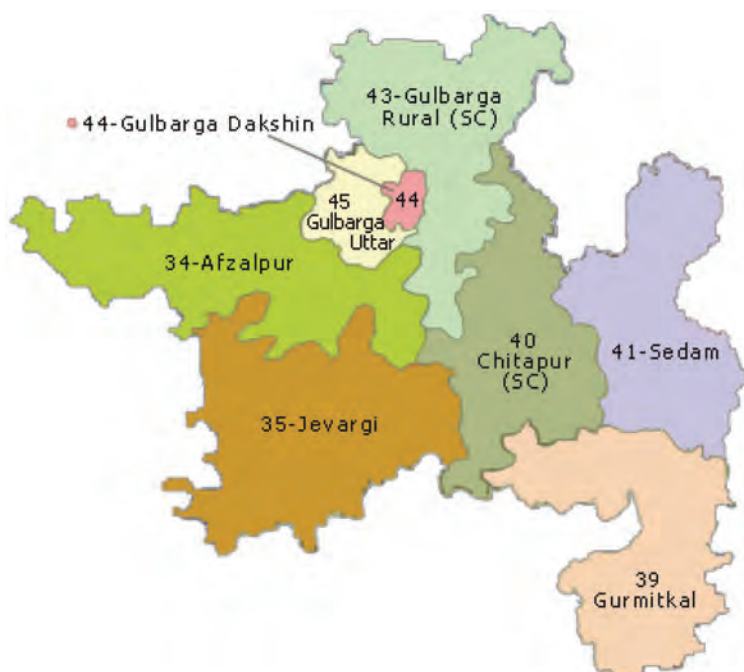 43-Gulbarga
Rural (SC)
44-Gulbarga Dakshin
45
Gulbarga
Uttar
44
34-Afzalpur
40
Chitapur
(SC)
41-Sedam
35-Jevargi
39
Gurmitkal